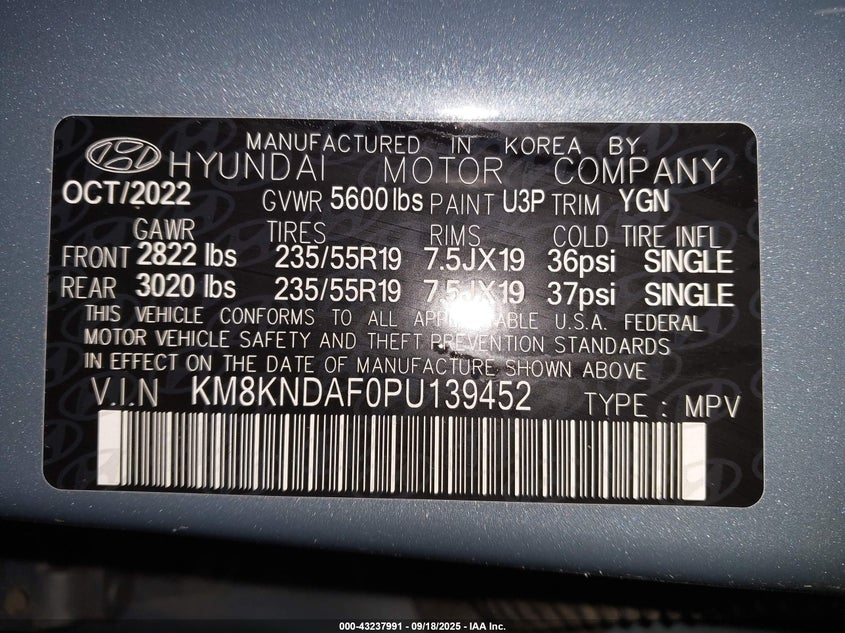 MANUFACTURED IN KOREA BY
HYUNDAI MOTOR COMPANY
OCT/2022 GVWR 5600 lbs PAINT U3P TRIM YGN
GAWR TIRES RIMS COLD TIRE INFL
FRONT 2822 lbs 235/55R19 7.5JX19 36psi SINGLE
REAR 3020 lbs 235/55R19 7.5JX19 37psi SINGLE
THIS VEHICLE CONFORMS TO ALL APPLICABLE U.S.A. FEDERAL
MOTOR VEHICLE SAFETY AND THEFT PREVENTION STANDARDS
IN EFFECT ON THE DATE OF MANUFACTURE SHOWN ABOVE
V.I.N KM8KNDAF0PU139452 TYPE : MPV
000-43237991 - 09/18/2025 - IAA Inc.